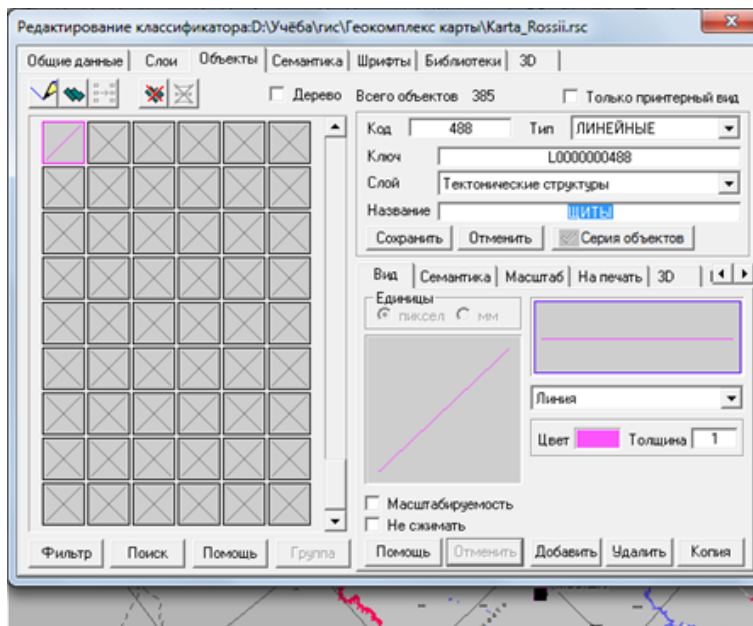 Редактирование классификатора:D:\Учёба\гис\Геокомплекс карты\Karta_Rossii.rsc
Общие данные Слои Объекты Семантика Шрифты Библиотеки 3D
Дерево Всего объектов 385 Только принтерный вид
Код 488 Тип ЛИНЕЙНЫЕ
Ключ L0000000488
Слой Тектонические структуры
Название ЩИТЫ
Сохранить Отменить Серия объектов
Вид Семантика Масштаб На печать 3D
Единицы
пиксел мм
Линия
Цвет Толщина 1
Масштабируемость
Не сжимать
Фильтр Поиск Помощь Группа
Помощь Отменить Добавить Удалить Копия